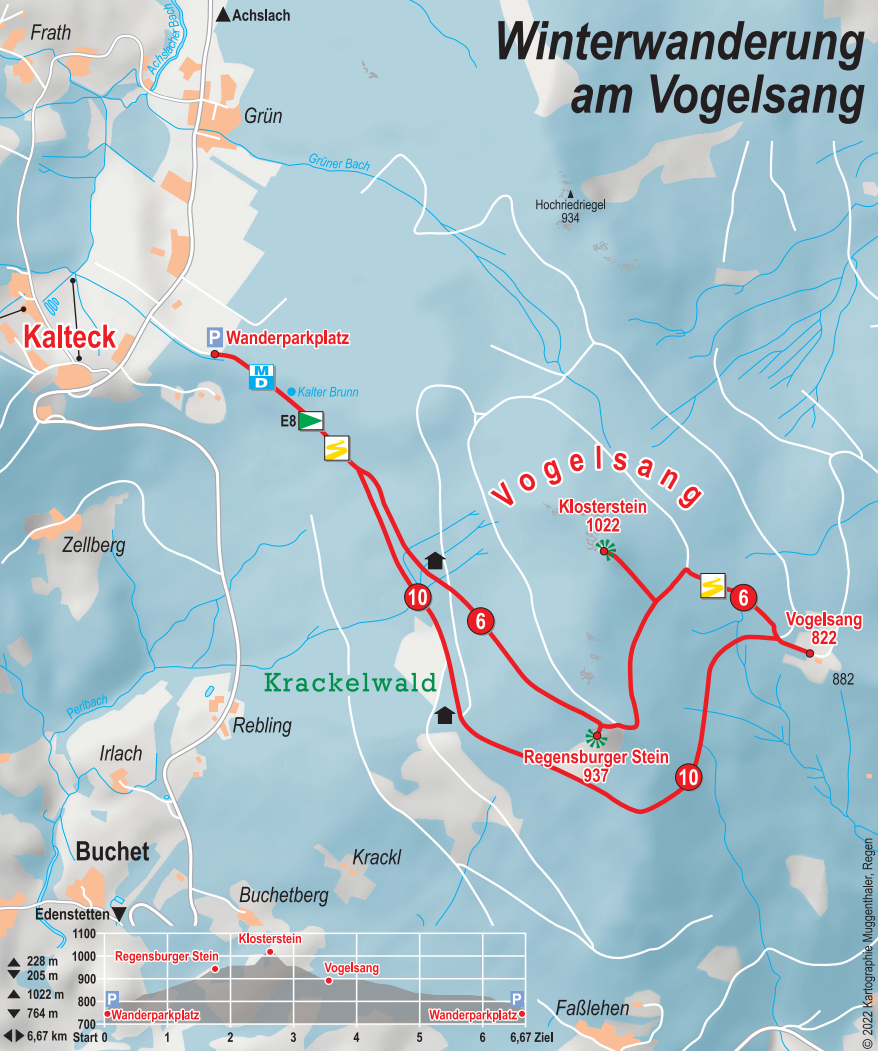 Winterwanderung
am Vogelsang
Achslach
Frath
Achslacher Bach
Grün
Grüner Bach
Hochriedriegel
934
Kalteck
P Wanderparkplatz
M
D
Kalter Brunn
E8
Vogelsang
Klosterstein
1022
Zellberg
10
6
6
Vogelsang
822
882
Krackelwald
Perlbach
Rebling
Regensburger Stein
937
10
Irlach
Buchet
Krackl
Buchetberg
Edenstetten
Faßlehen
1100
1000
900
800
700
228 m
205 m
1022 m
764 m
6,67 km
Klosterstein
Regensburger Stein
Vogelsang
P
P
Wanderparkplatz
Wanderparkplatz
Start 0 1 2 3 4 5 6 6,67 Ziel
© 2022 Kartographie Muggenthaler, Regen